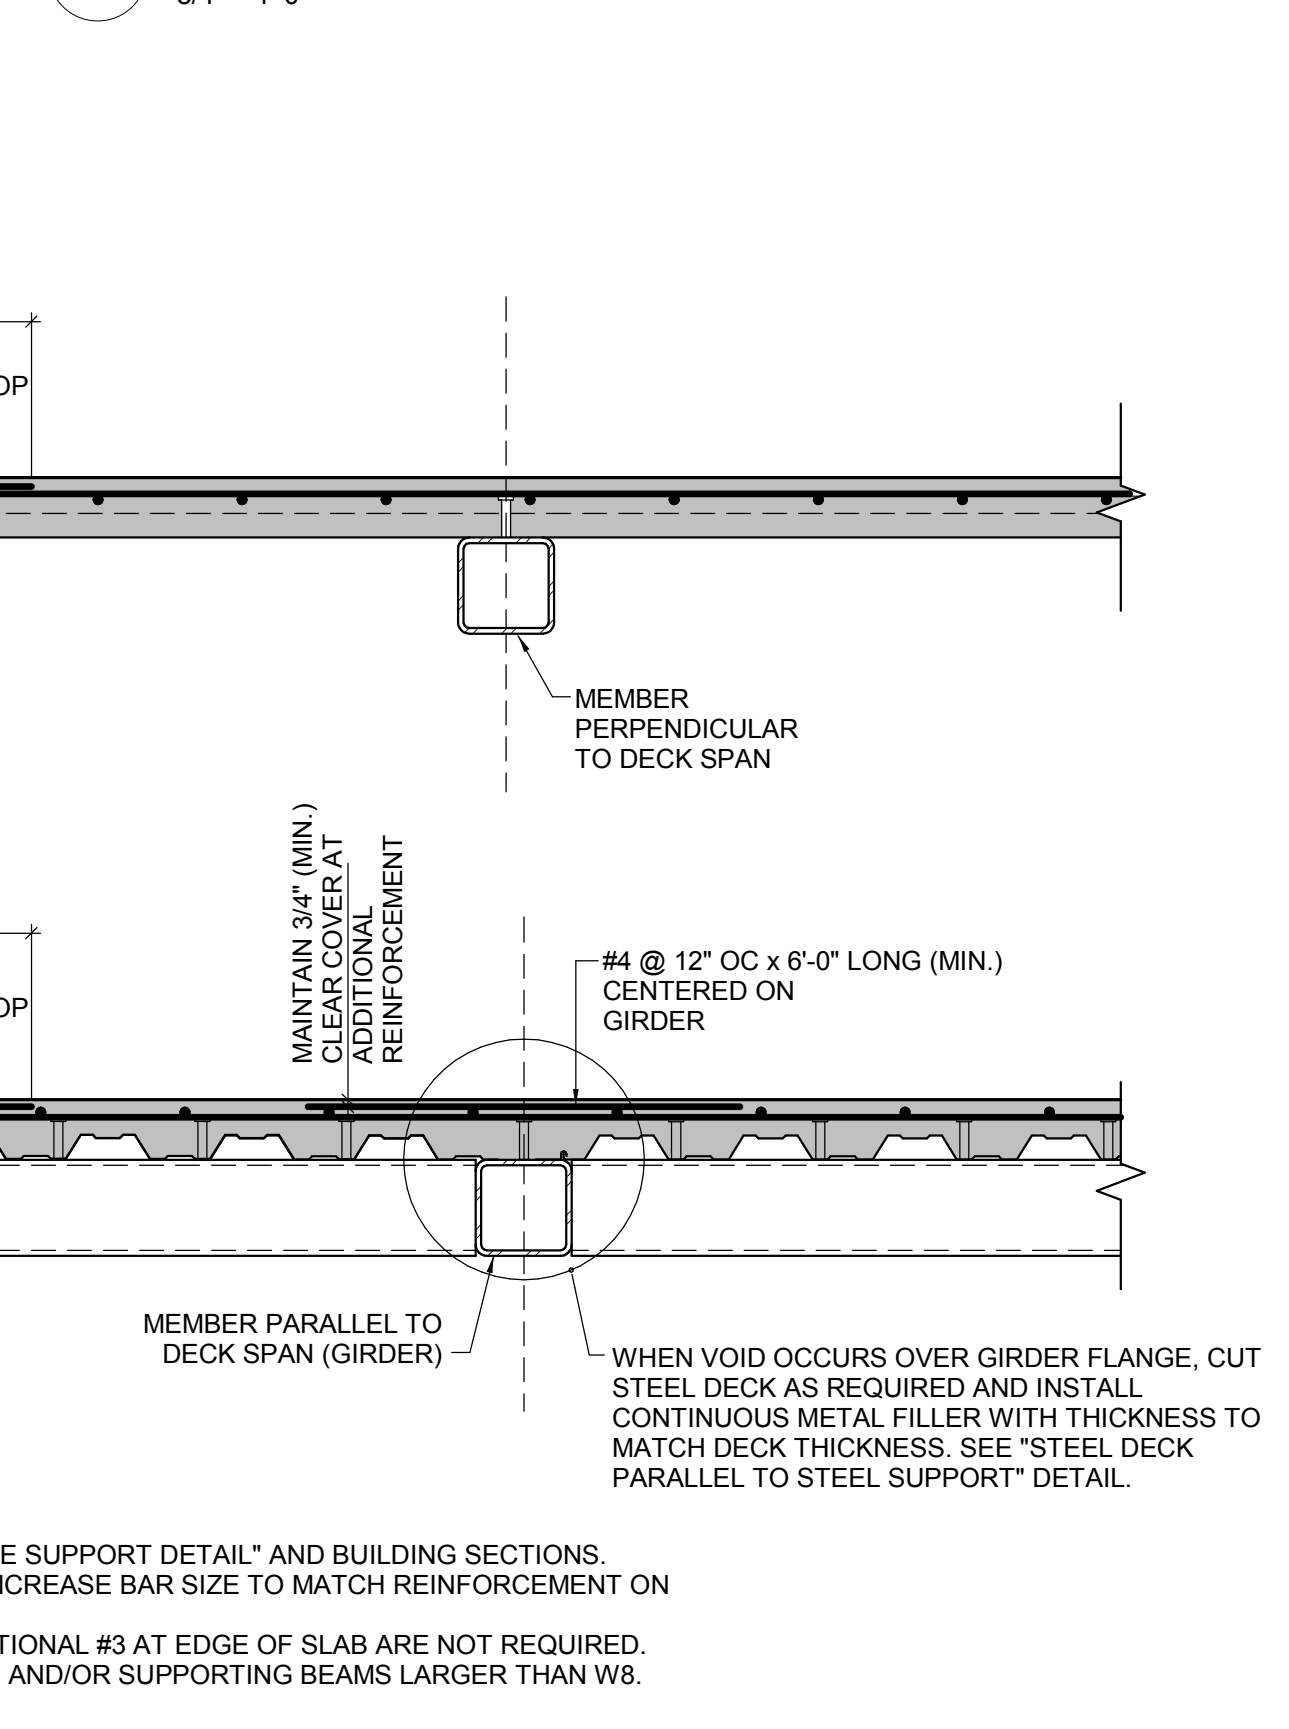 OP
MEMBER
PERPENDICULAR
TO DECK SPAN
MAINTAIN 3/4" (MIN.)
CLEAR COVER AT
ADDITIONAL
REINFORCEMENT
OP
#4 @ 12" OC x 6'-0" LONG (MIN.)
CENTERED ON
GIRDER
MEMBER PARALLEL TO
DECK SPAN (GIRDER)
WHEN VOID OCCURS OVER GIRDER FLANGE, CUT
STEEL DECK AS REQUIRED AND INSTALL
CONTINUOUS METAL FILLER WITH THICKNESS TO
MATCH DECK THICKNESS. SEE "STEEL DECK
PARALLEL TO STEEL SUPPORT" DETAIL.
E SUPPORT DETAIL" AND BUILDING SECTIONS.
NCREASE BAR SIZE TO MATCH REINFORCEMENT ON
TIONAL #3 AT EDGE OF SLAB ARE NOT REQUIRED.
AND/OR SUPPORTING BEAMS LARGER THAN W8.